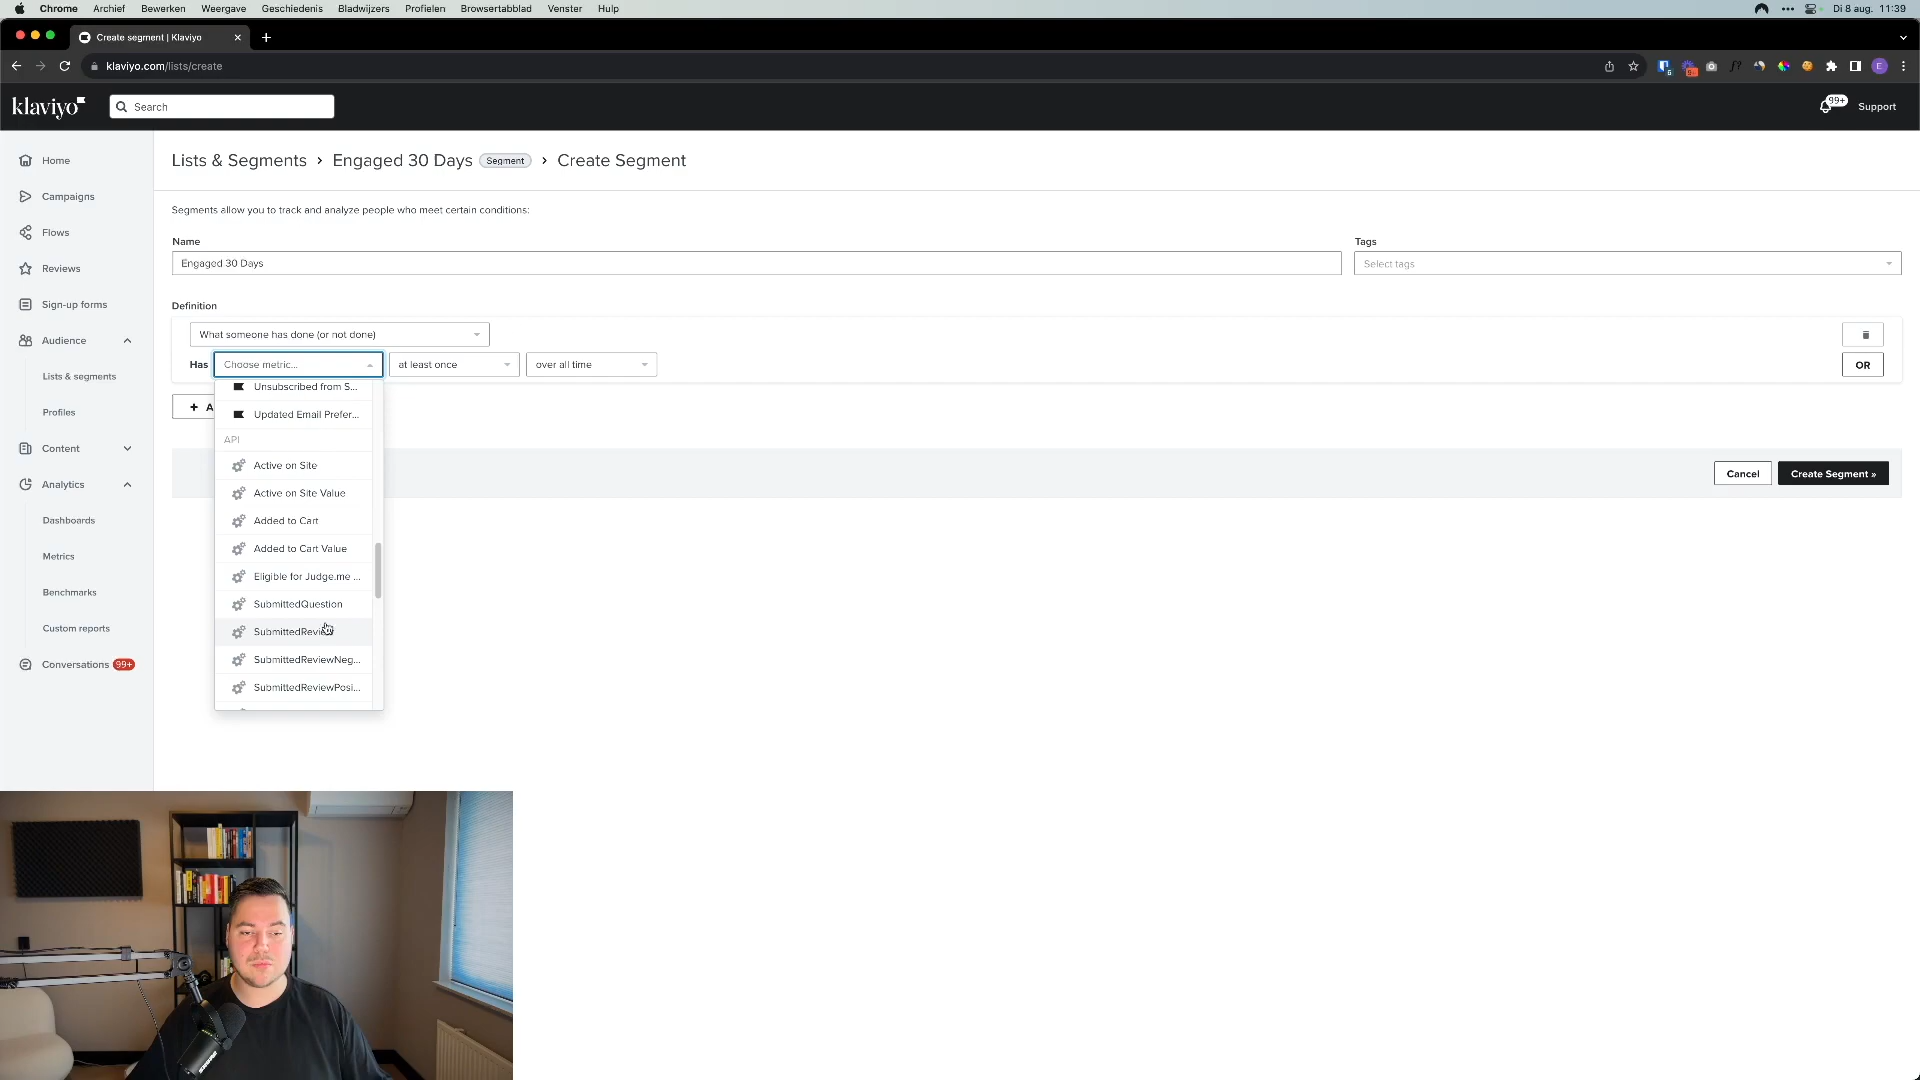 Chrome Archief Bewerken Weergave Geschiedenis Bladwijzers Profielen Browsertabblad Venster Hulp Di 8 aug. 11:39
Create segment | Klaviyo
klaviyo.com/lists/create
klaviyo Search 99+ Support
Home
Campaigns
Flows
Reviews
Sign-up forms
Audience
Lists & segments
Profiles
Content
Analytics
Dashboards
Metrics
Benchmarks
Custom reports
Conversations 99+
Lists & Segments › Engaged 30 Days Segment › Create Segment
Segments allow you to track and analyze people who meet certain conditions:
Name Tags
Engaged 30 Days Select tags
Definition
What someone has done (or not done)
Has Choose metric... at least once over all time OR
+ A
Unsubscribed from S...
Updated Email Prefer...
API
Active on Site
Active on Site Value
Added to Cart
Added to Cart Value
Eligible for Judge.me ...
SubmittedQuestion
SubmittedReview
SubmittedReviewNeg...
SubmittedReviewPosi...
Cancel Create Segment »